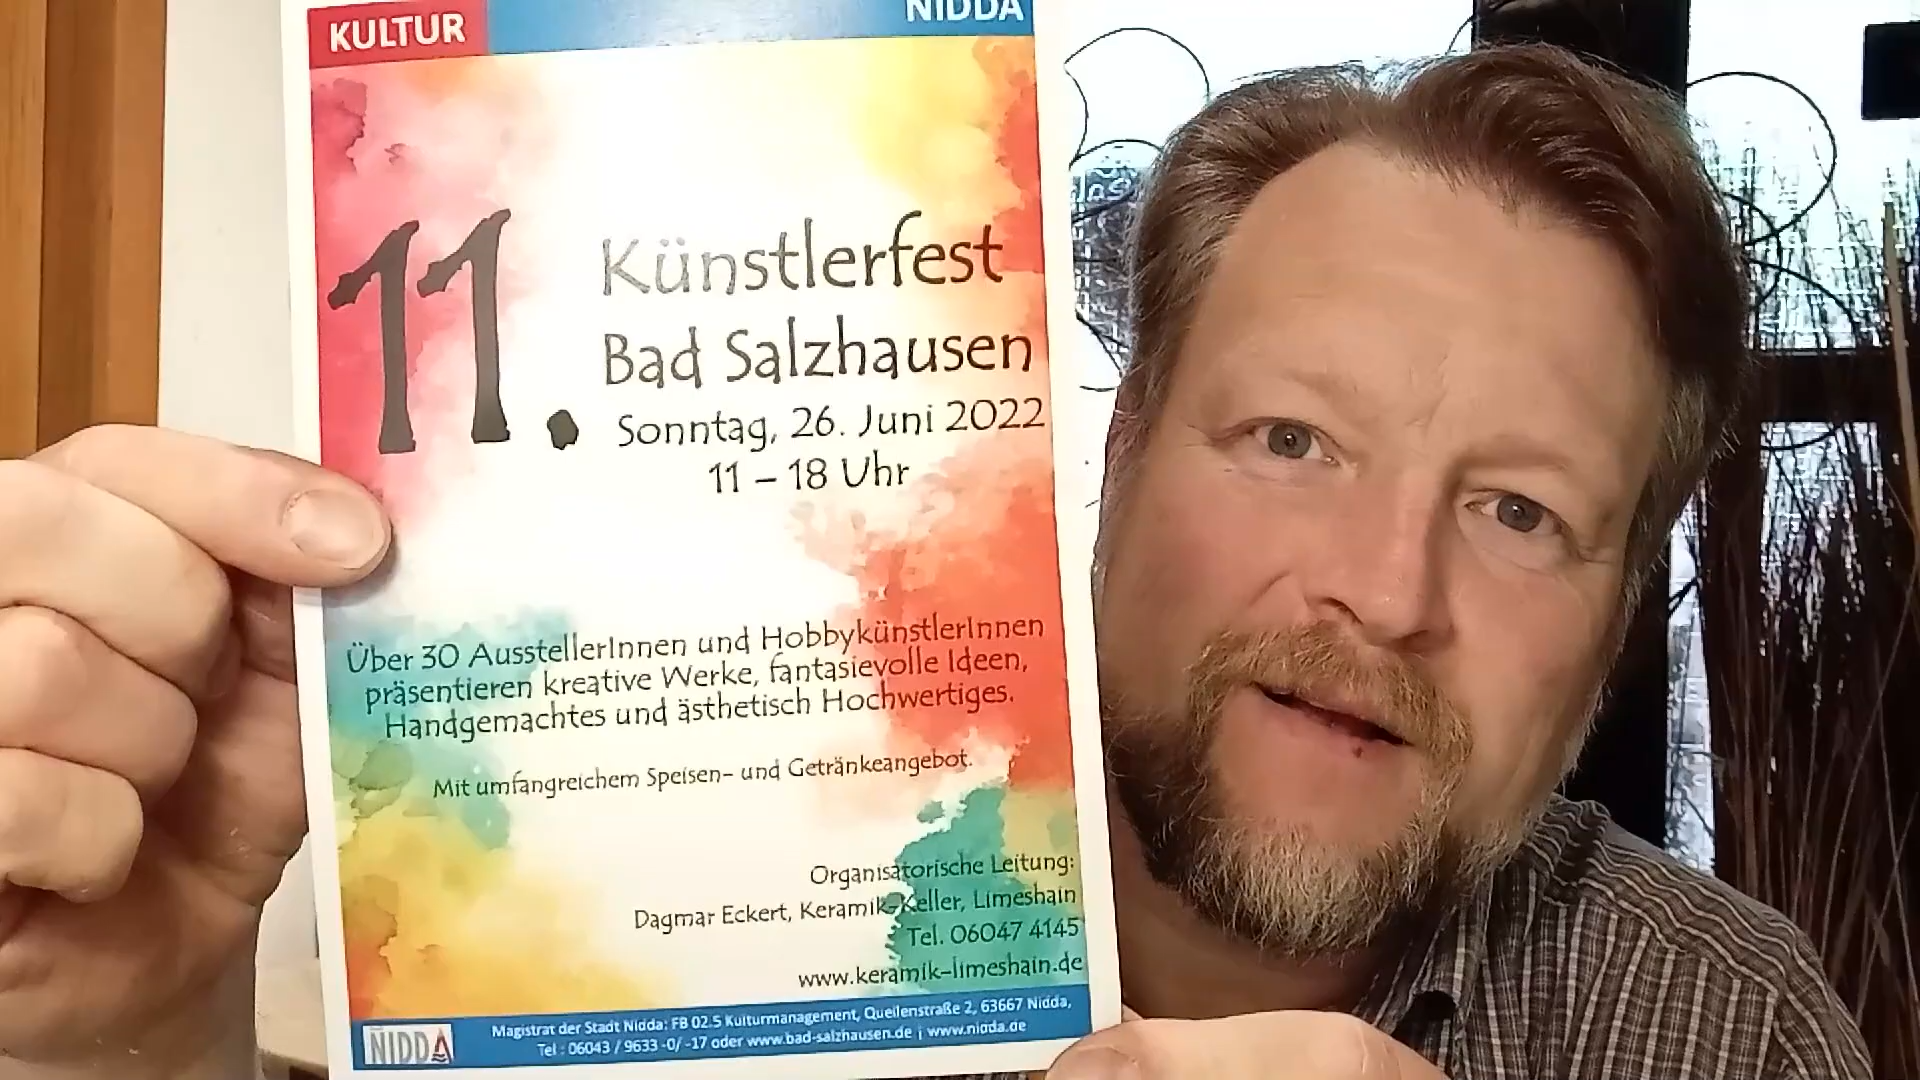 KULTUR
NIDDA
11.
Künstlerfest
Bad Salzhausen
Sonntag, 26. Juni 2022
11 – 18 Uhr
Über 30 AusstellerInnen und HobbykünstlerInnen
präsentieren kreative Werke, fantasievolle Ideen,
Handgemachtes und ästhetisch Hochwertiges.
Mit umfangreichem Speisen- und Getränkeangebot.
Organisatorische Leitung:
Dagmar Eckert, Keramik-Keller, Limeshain
Tel. 06047 4145
www.keramik-limeshain.de
NIDDA
Magistrat der Stadt Nidda: FB 02.5 Kulturmanagement, Quellenstraße 2, 63667 Nidda,
Tel : 06043 / 9633 -0/ -17 oder www.bad-salzhausen.de | www.nidda.de